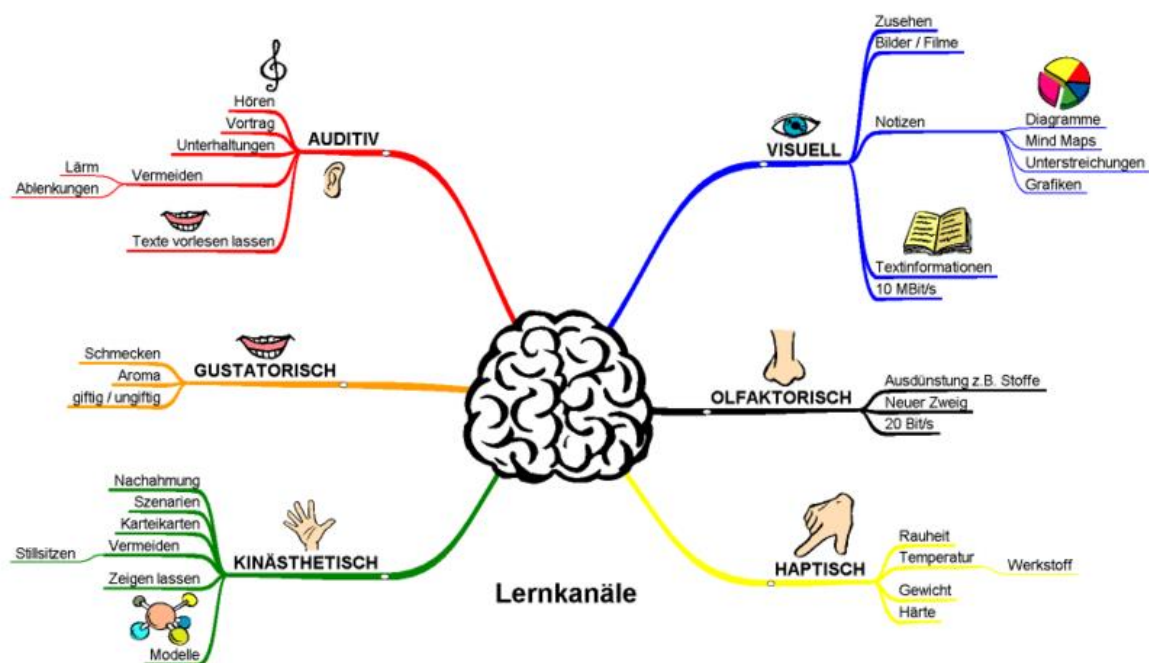 AUDITIV
Hören
Vortrag
Unterhaltungen
Vermeiden
Lärm
Ablenkungen
Texte vorlesen lassen
GUSTATORISCH
Schmecken
Aroma
giftig / ungiftig
KINÄSTHETISCH
Nachahmung
Szenarien
Karteikarten
Vermeiden
Stillsitzen
Zeigen lassen
Modelle
VISUELL
Zusehen
Bilder / Filme
Notizen
Diagramme
Mind Maps
Unterstreichungen
Grafiken
Textinformationen
10 MBit/s
OLFAKTORISCH
Ausdünstung z.B. Stoffe
Neuer Zweig
20 Bit/s
HAPTISCH
Rauheit
Temperatur
Werkstoff
Gewicht
Härte
Lernkanäle